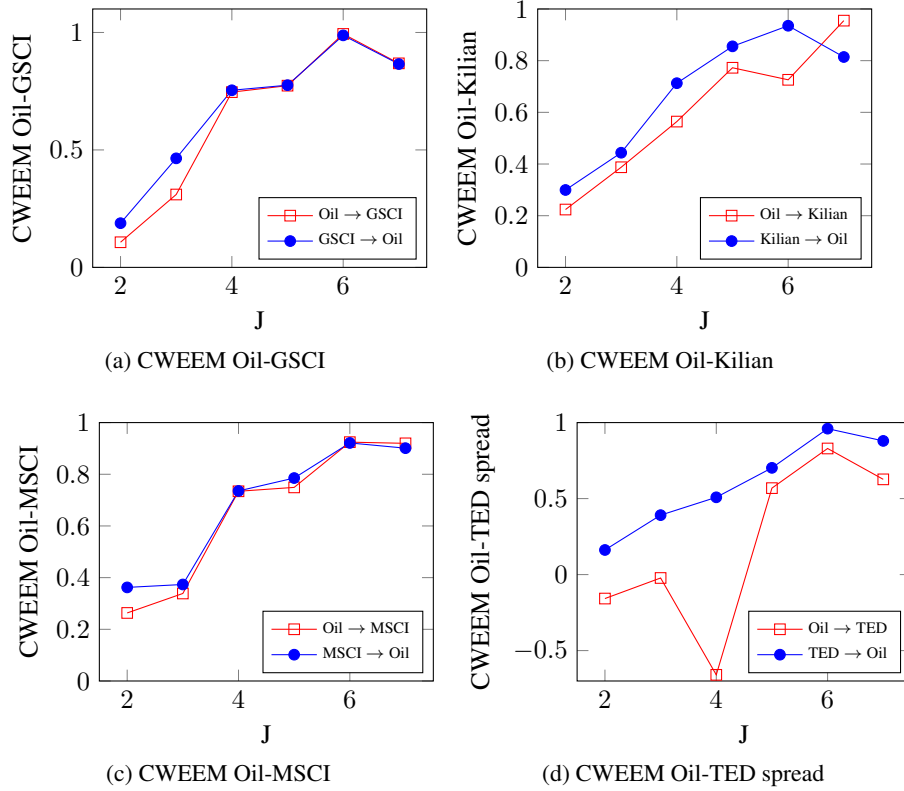 1
0.5
0
CWEEM Oil-GSCI
Oil → GSCI
GSCI → Oil
2 4 6
J
(a) CWEEM Oil-GSCI
1
0.8
0.6
0.4
0.2
0
CWEEM Oil-Kilian
Oil → Kilian
Kilian → Oil
2 4 6
J
(b) CWEEM Oil-Kilian
1
0.8
0.6
0.4
0.2
0
CWEEM Oil-MSCI
Oil → MSCI
MSCI → Oil
2 4 6
J
(c) CWEEM Oil-MSCI
1
0.5
0
−0.5
CWEEM Oil-TED spread
Oil → TED
TED → Oil
2 4 6
J
(d) CWEEM Oil-TED spread